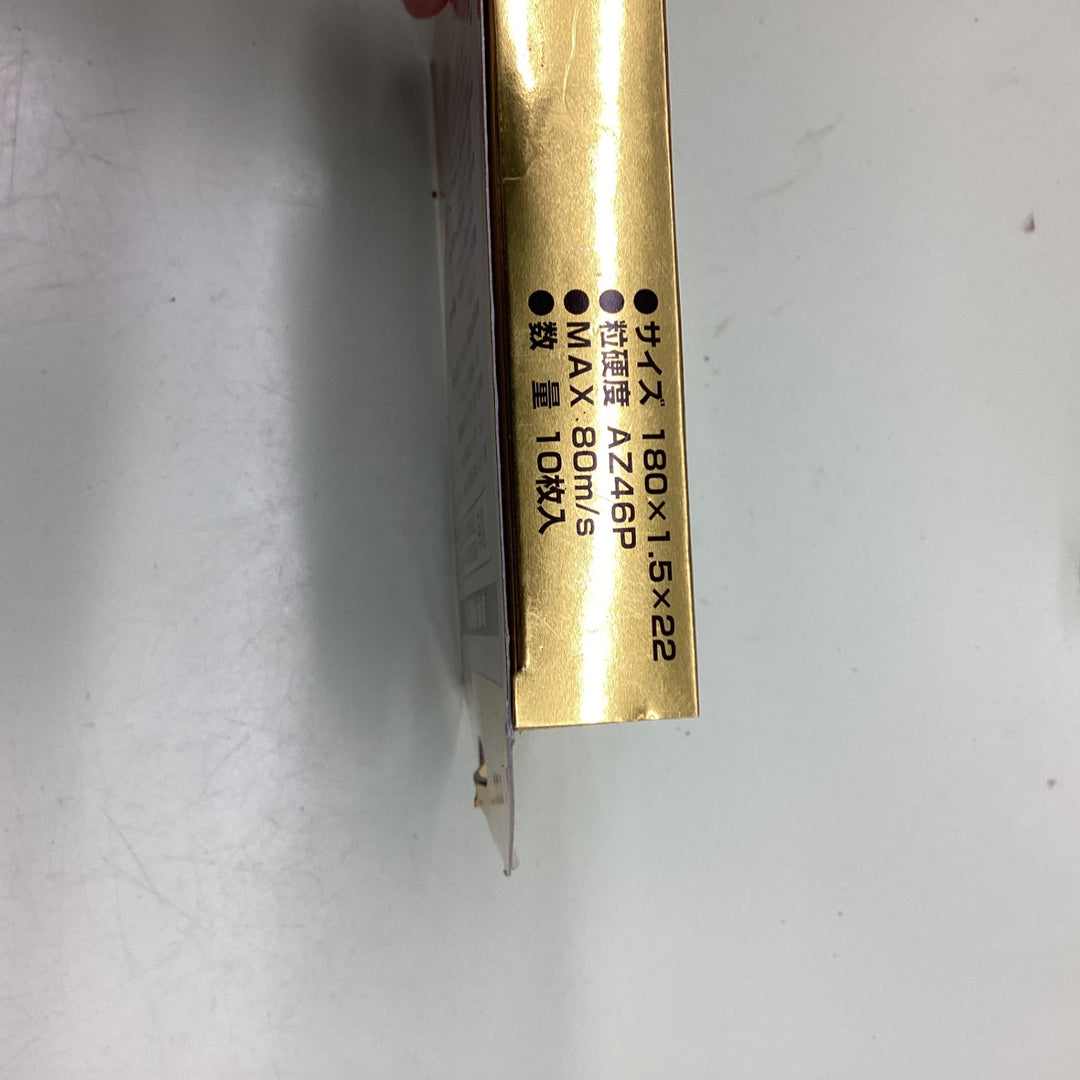 ●サイズ 180×1.5×22
●粒硬度 AZ46P
●MAX 80m/s
●数 量 10枚入